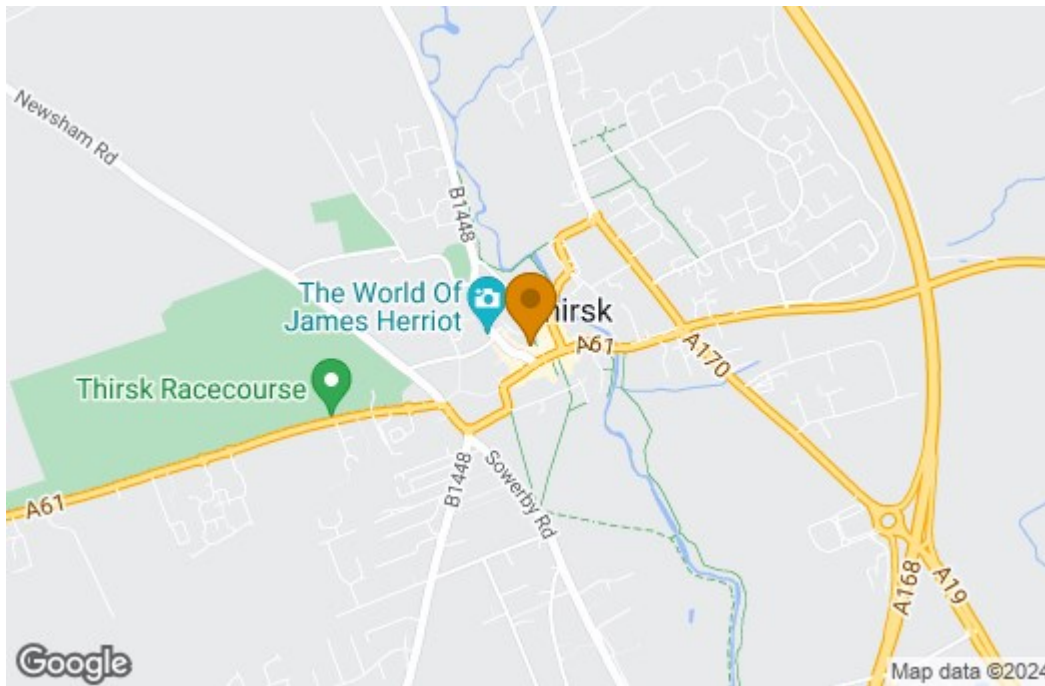 Newsham Rd
B1448
The World Of
James Herriot
hirsk
A61
A170
Thirsk Racecourse
A61
B1448
Sowerby Rd
A168
A19
Google
Map data ©2024